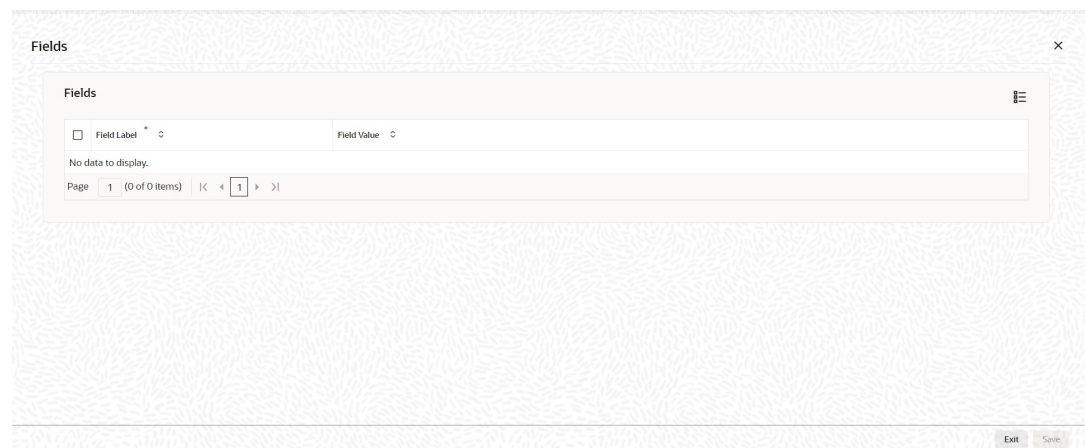 Fields
Fields
Field Label * Field Value
No data to display.
Page 1 (0 of 0 items) 1
Exit Save